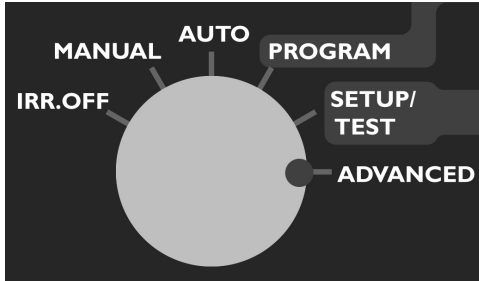 IRR.OFF
MANUAL
AUTO
PROGRAM
SETUP/
TEST
ADVANCED